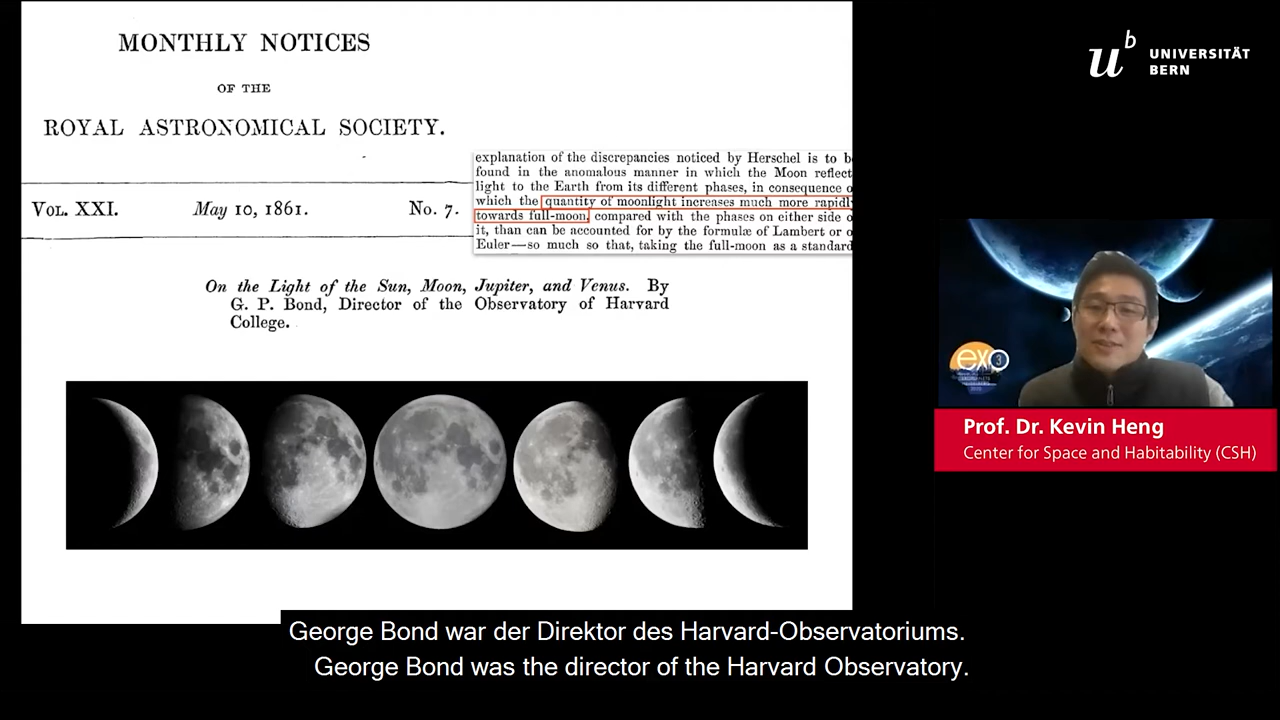 MONTHLY NOTICES
OF THE
ROYAL ASTRONOMICAL SOCIETY.
VOL. XXI. May 10, 1861. No. 7.
explanation of the discrepancies noticed by Herschel is to b
found in the anomalous manner in which the Moon reflect
light to the Earth from its different phases, in consequence o
which the quantity of moonlight increases much more rapidl
towards full-moon, compared with the phases on either side o
it, than can be accounted for by the formulæ of Lambert or o
Euler—so much so that, taking the full-moon as a standard
On the Light of the Sun, Moon, Jupiter, and Venus. By
G. P. Bond, Director of the Observatory of Harvard
College.
u^b UNIVERSITÄT
BERN
exo 3
Prof. Dr. Kevin Heng
Center for Space and Habitability (CSH)
George Bond war der Direktor des Harvard-Observatoriums.
George Bond was the director of the Harvard Observatory.